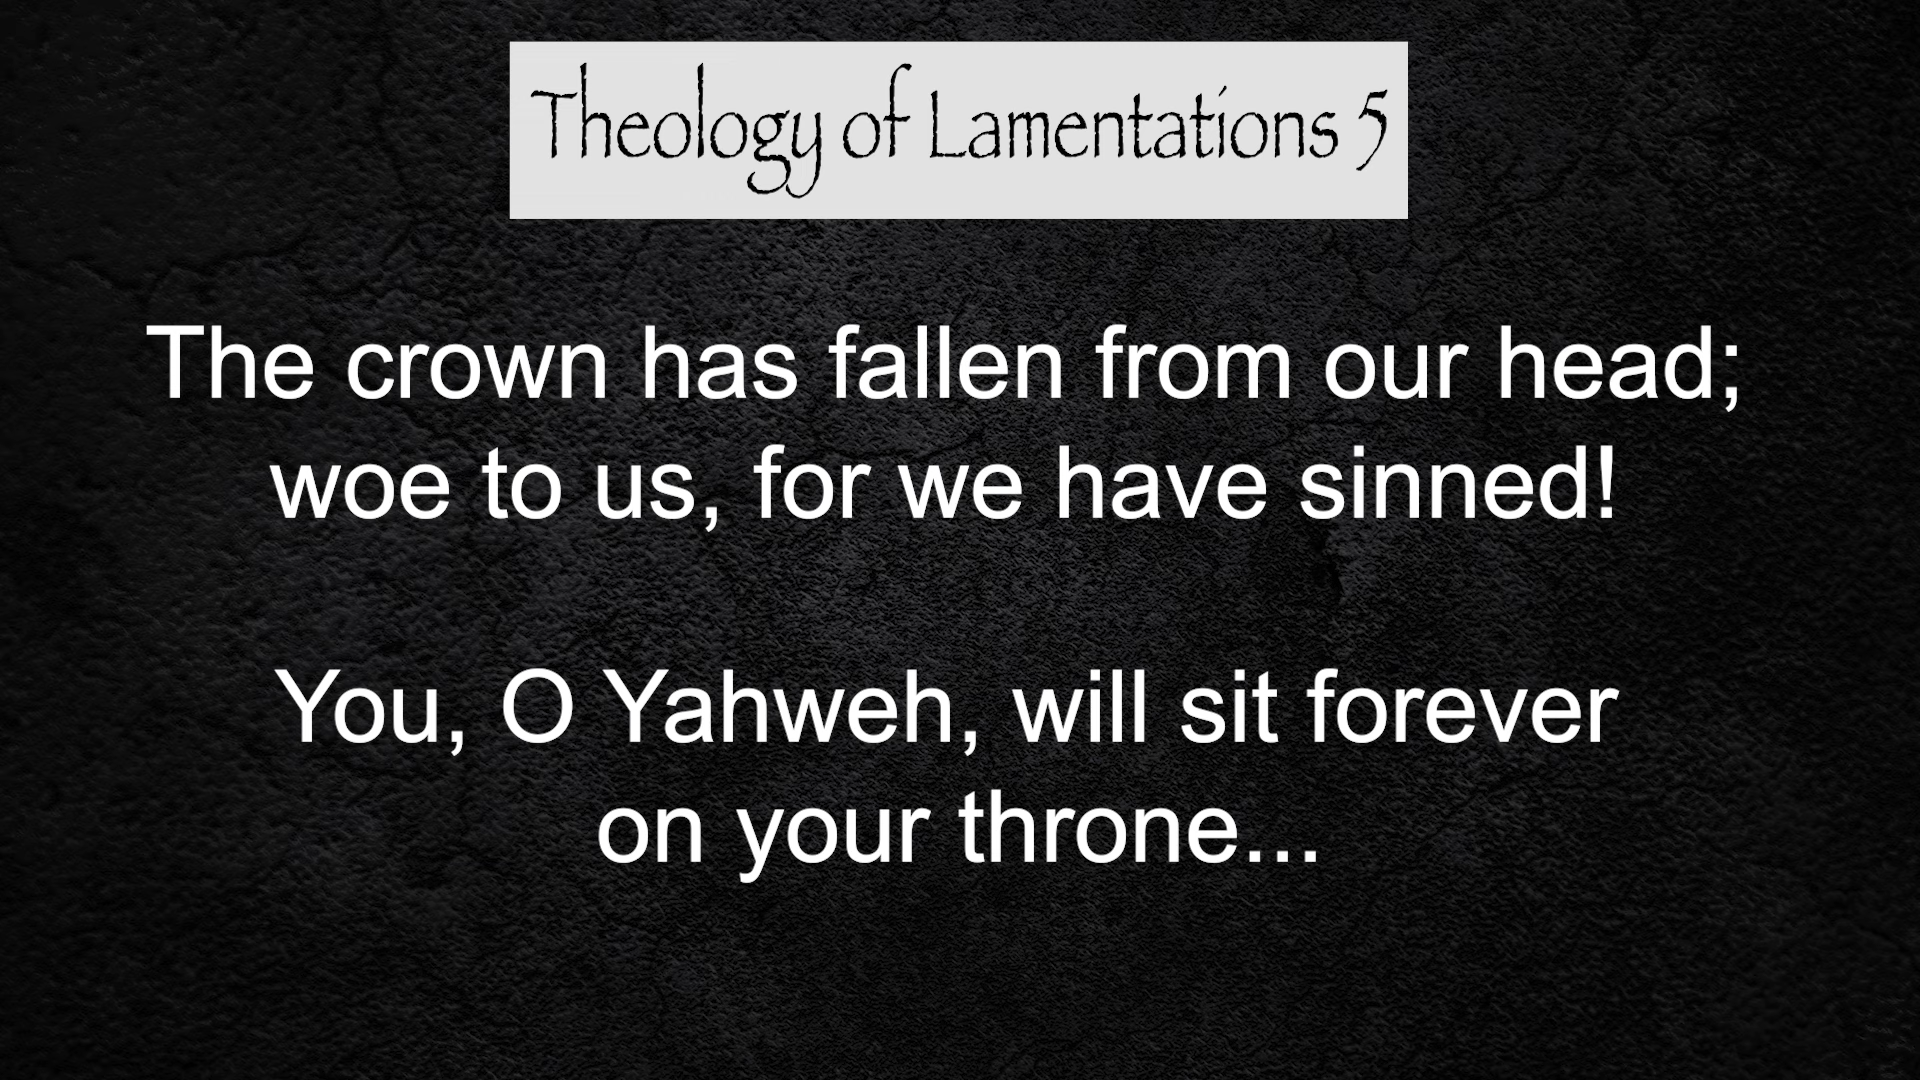 Theology of Lamentations 5
The crown has fallen from our head;
woe to us, for we have sinned!
You, O Yahweh, will sit forever
on your throne...